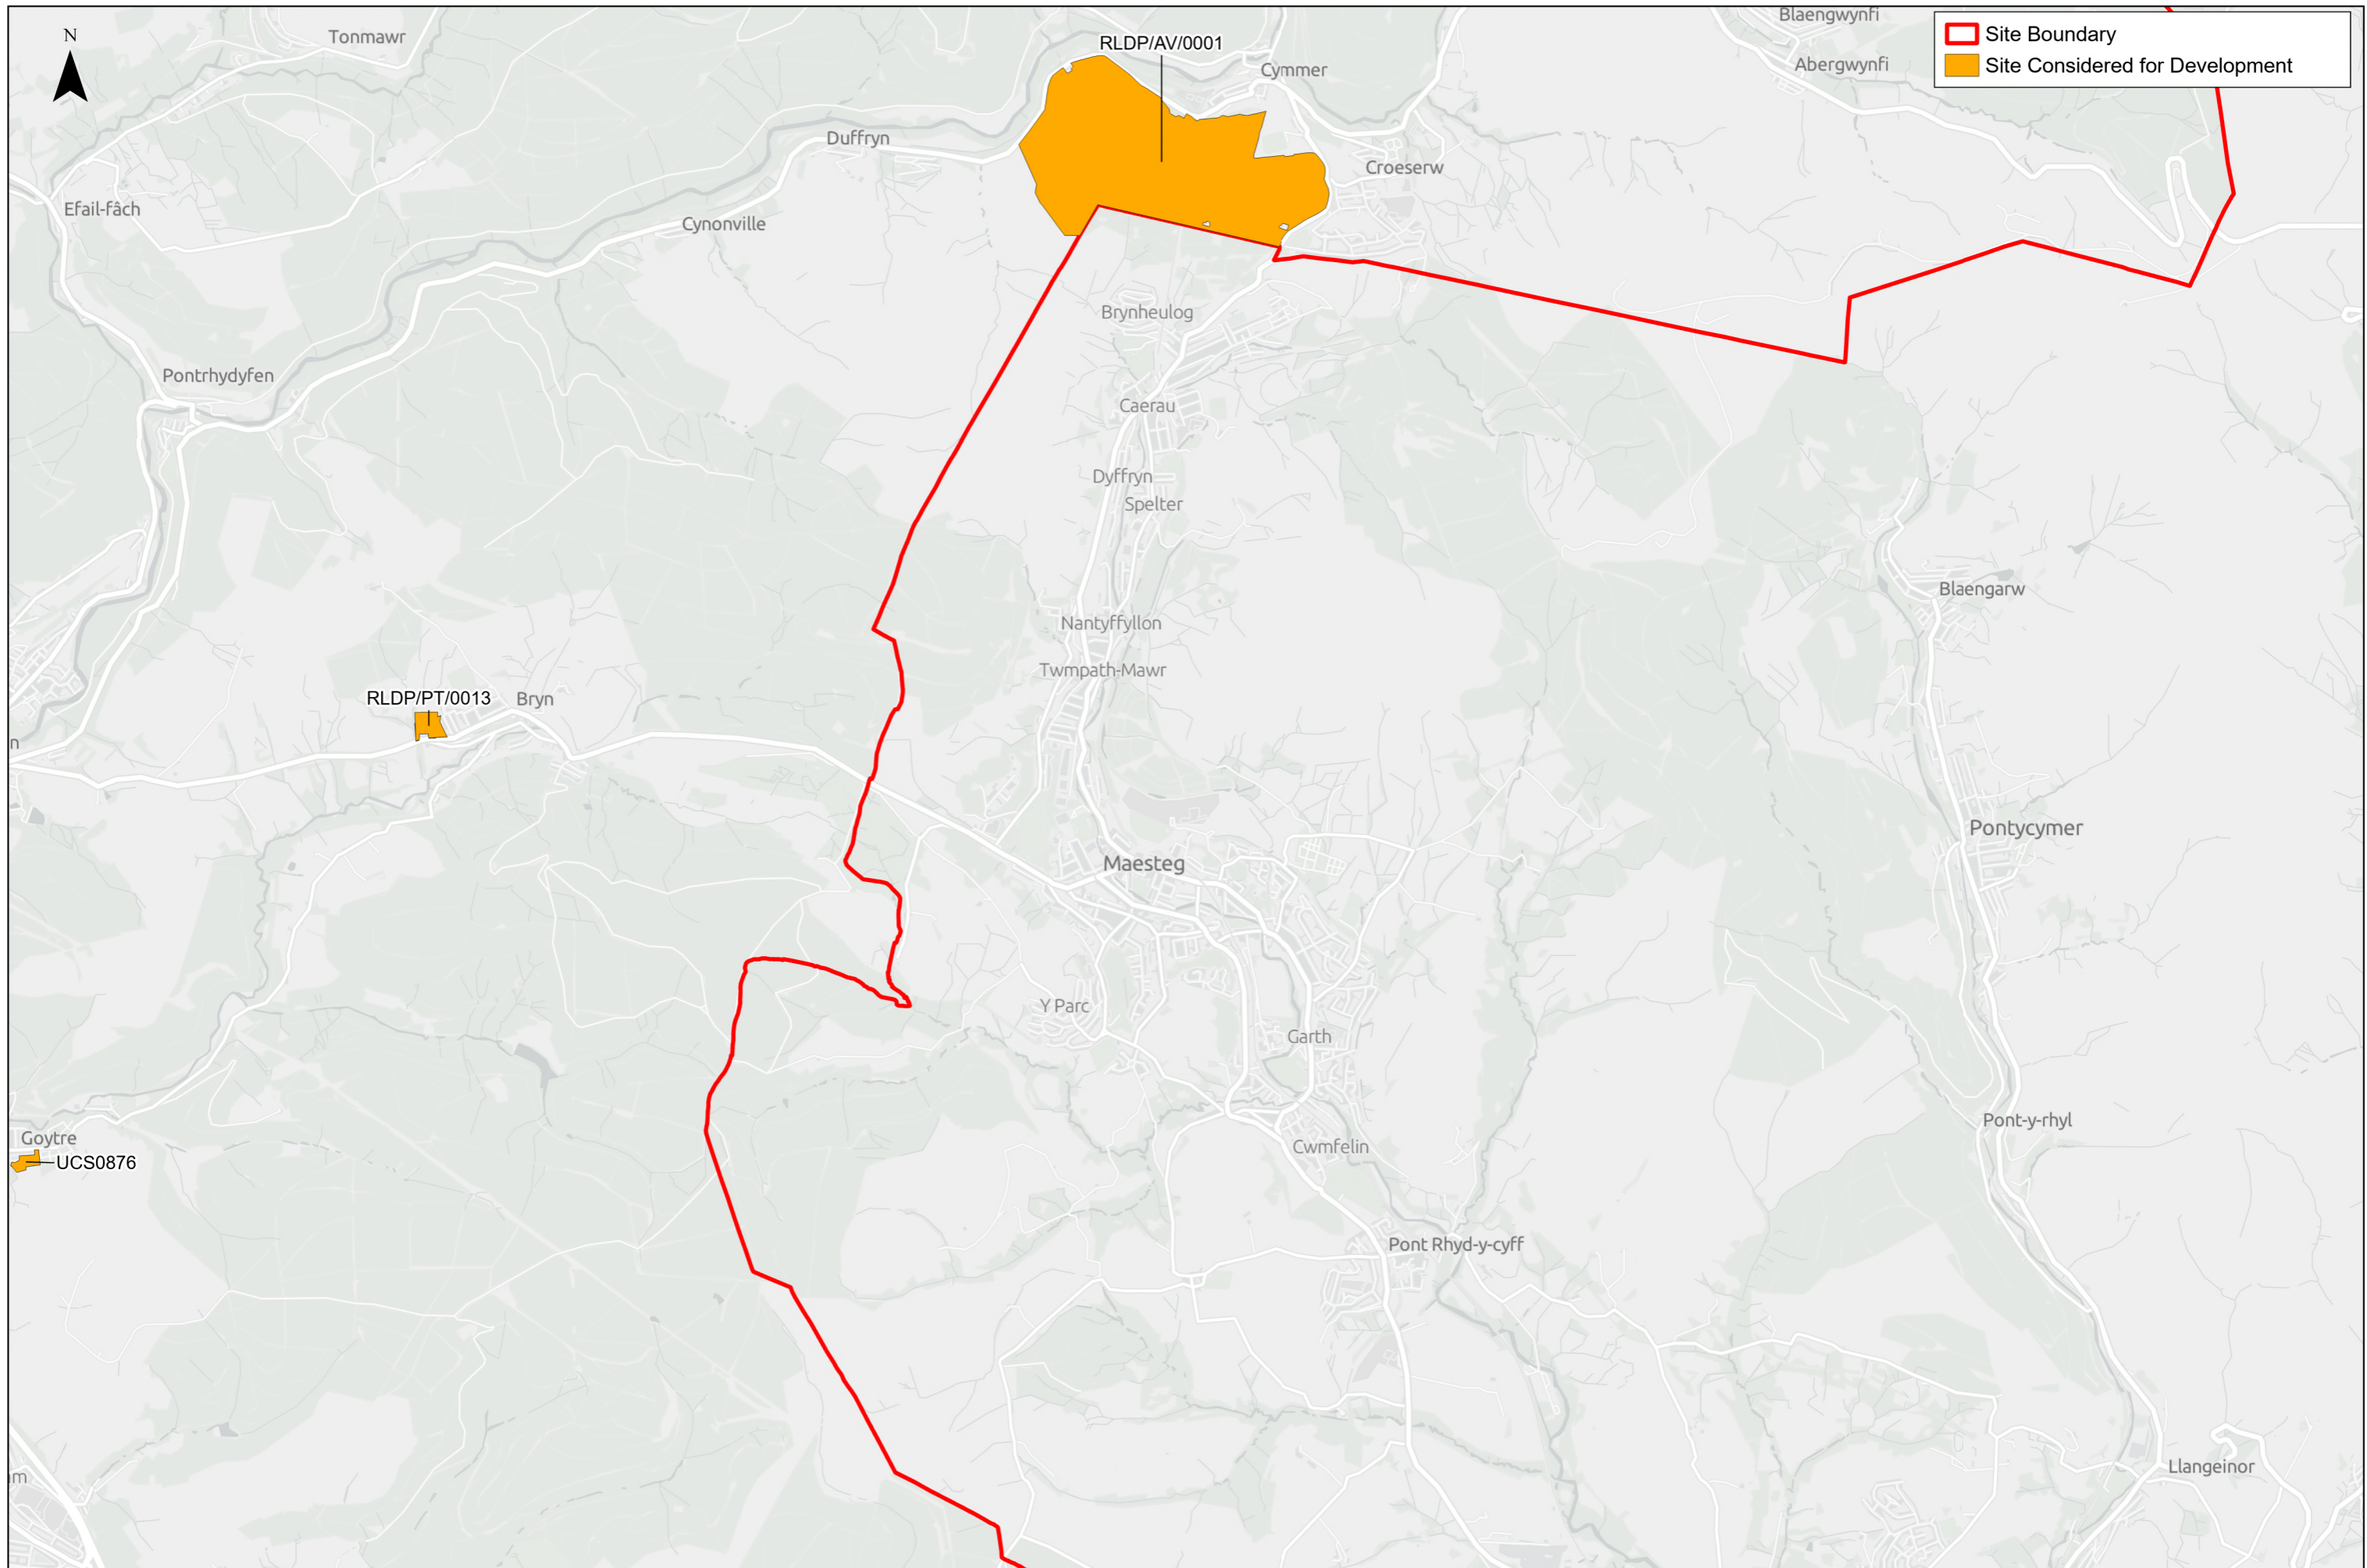 N
Tonmawr
RLDP/AV/0001
Cymmer
Blaengwynfi
Abergwynfi
Site Boundary
Site Considered for Development
Duffryn
Croeserw
Efail-fâch
Cynonville
Brynheulog
Pontrhydyfen
Caerau
Dyffryn
Spelter
Blaengarw
Nantyffyllon
Twmpath-Mawr
RLDP/PT/0013
Bryn
n
Pontycymer
Maesteg
Y Parc
Garth
Pont-y-rhyl
Goytre
UCS0876
Cwmfelin
Pont Rhyd-y-cyff
Llangeinor